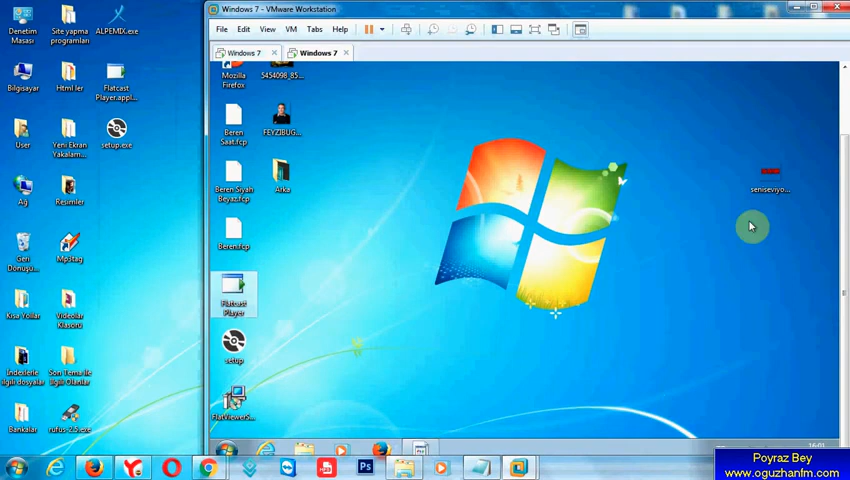 Windows 7 - VMware Workstation
File Edit View VM Tabs Help
Windows 7
Windows 7
Denetim
Masası
Site yapma
programları
ALPEMIX.exe
Bilgisayar
Html ler
Flatcast
Player.appl...
User
Yeni Ekran
Yakalam...
setup.exe
Ağ
Resimler
Geri
Dönüşü...
Mp3tag
Kısa Yollar
Videolar
Klasörü
İndexlerle
ilgili dosyalar
Son Tema ile
ilgili Olanlar
Bankalar
rufus-2.5.exe
Mozilla
Firefox
5454098_85...
Beren
Saat.fcp
FEYZIBUG...
Beren Siyah
Beyaz.fcp
Arka
Beren.fcp
Flatcast
Player
setup
FlatViewerS...
seniseviyo...
16:01
Poyraz Bey
www.oguzhanfm.com